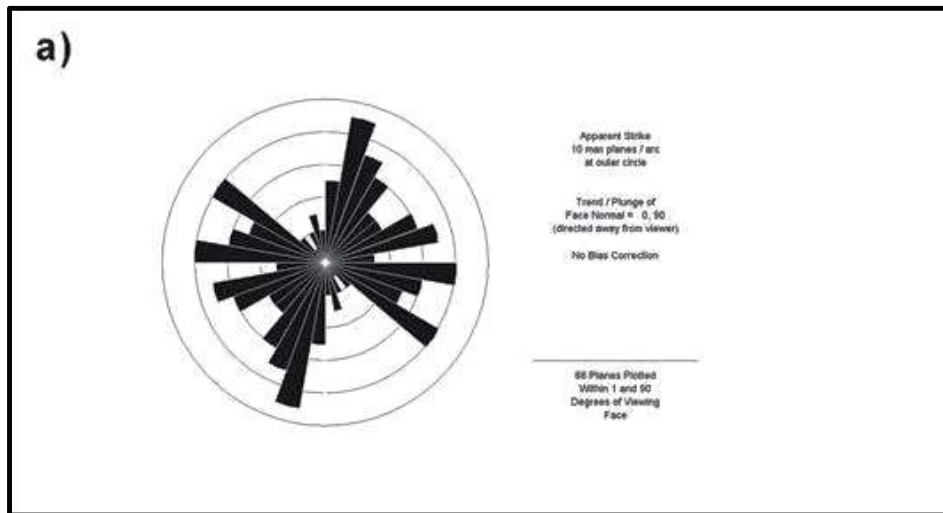 a)
Apparent Strike
10 max planes / arc
at outer circle
Trend / Plunge of
Face Normal = 0, 90
(directed away from viewer)
No Bias Correction
Planes Plotted
Within 1 and 90
Degrees of Viewing
Face